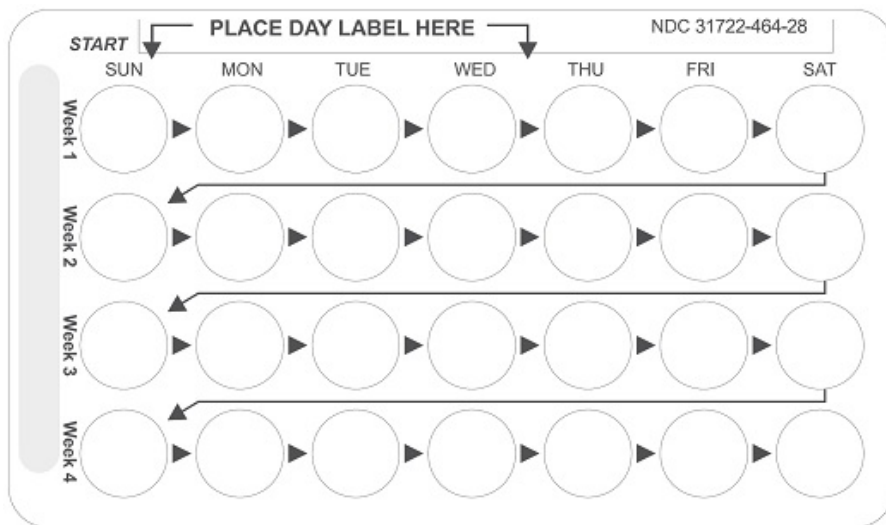 PLACE DAY LABEL HERE NDC 31722-464-28
START
SUN MON TUE WED THU FRI SAT
Week 1
Week 2
Week 3
Week 4